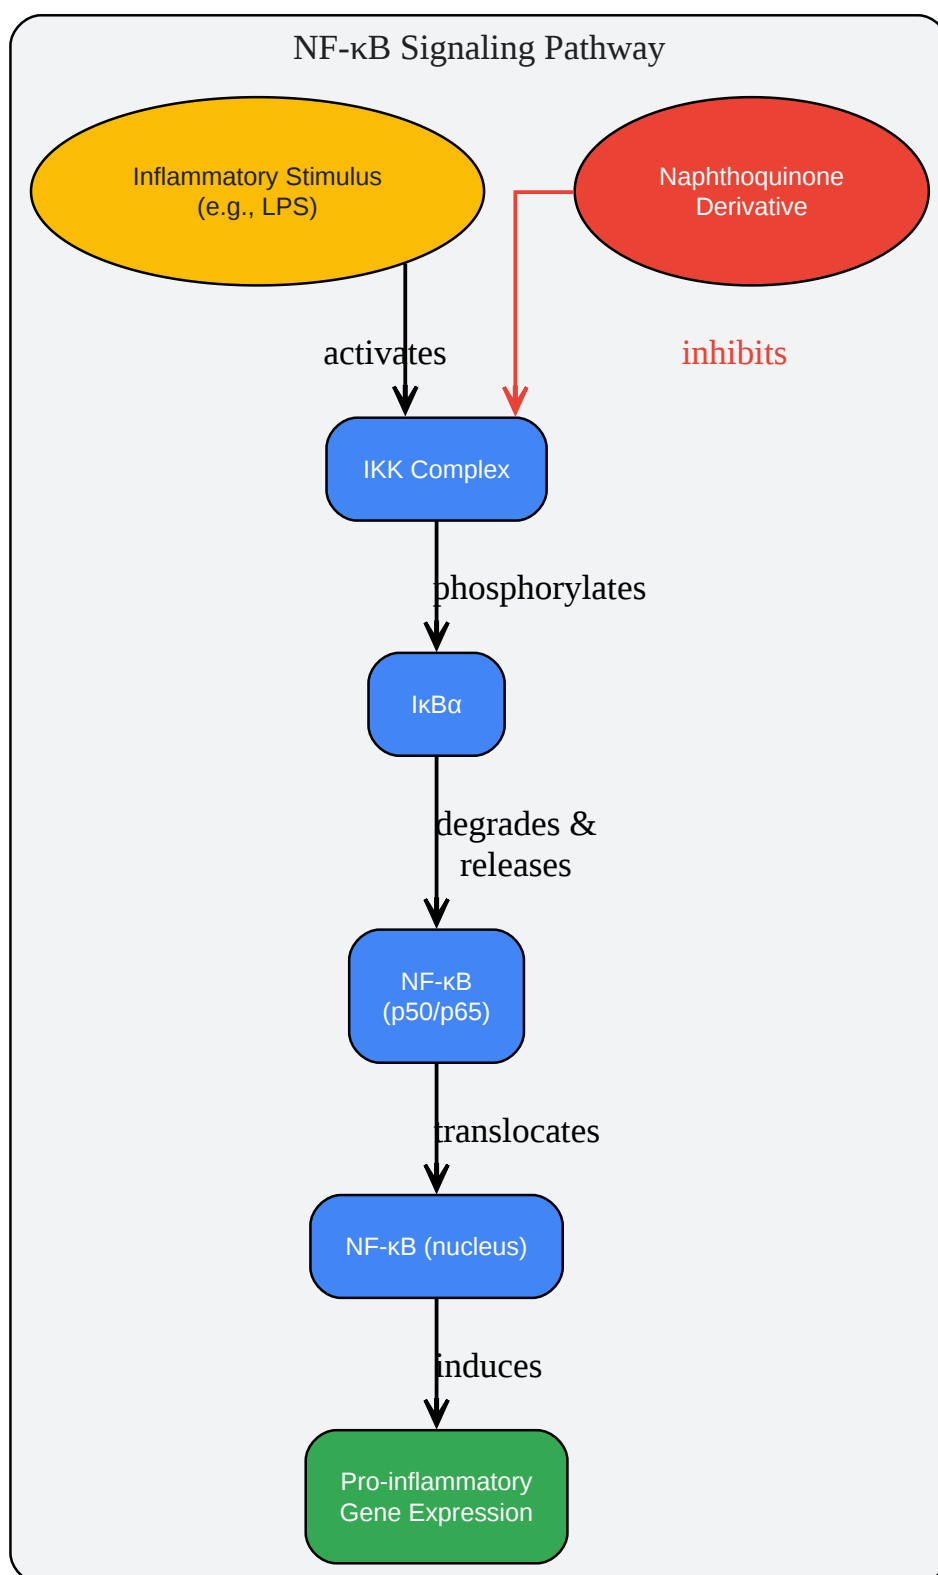 NF-κB Signaling Pathway
Inflammatory Stimulus
(e.g., LPS)
Naphthoquinone
Derivative
activates
inhibits
IKK Complex
phosphorylates
IκBα
degrades &
releases
NF-κB
(p50/p65)
translocates
NF-κB (nucleus)
induces
Pro-inflammatory
Gene Expression